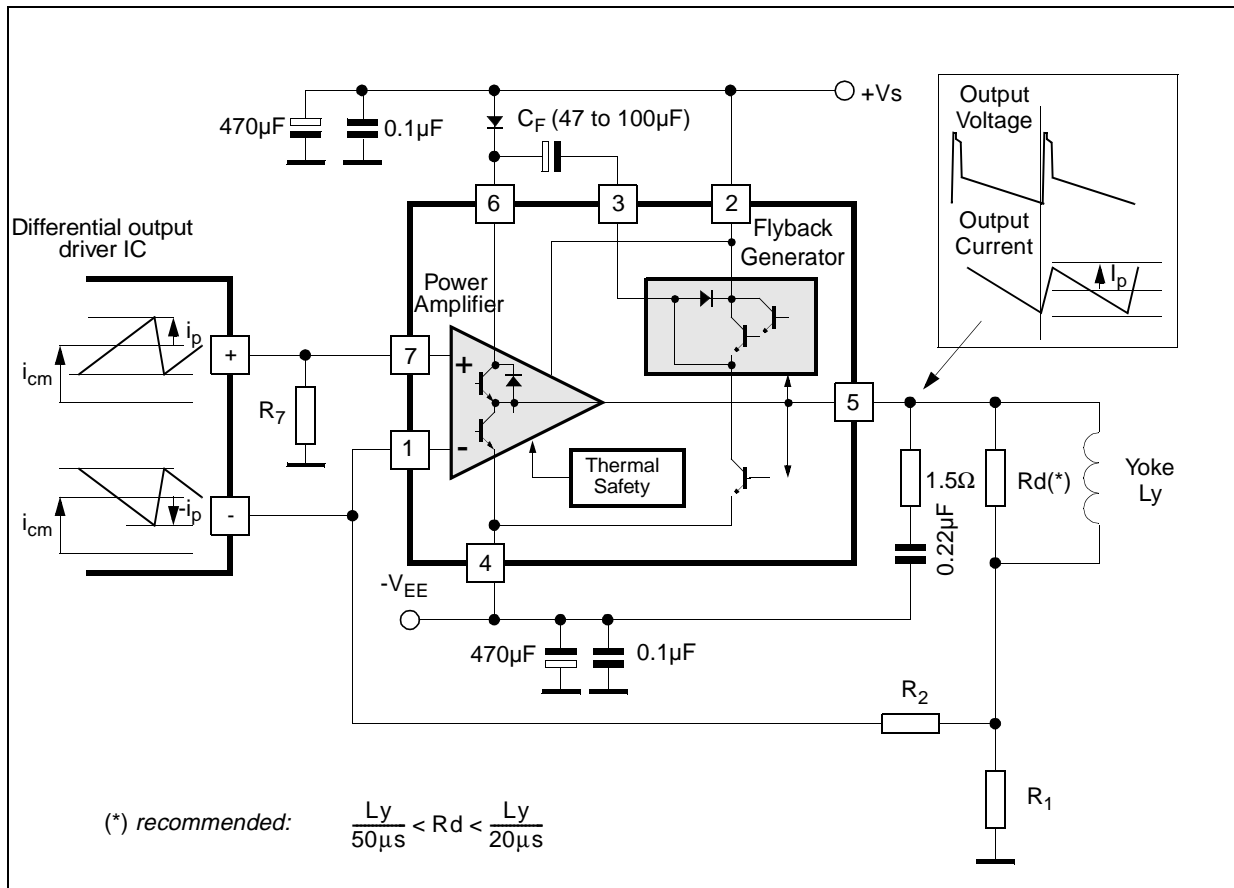 +Vs
470µF
0.1µF
C_F (47 to 100µF)
Output
Voltage
Output
Current
I_p
6
3
2
Differential output
driver IC
Flyback
Generator
Power
Amplifier
i_p
i_cm
+
7
+
R_7
5
1
-
Thermal
Safety
1.5Ω
Rd(*)
Yoke
Ly
0.22µF
-i_p
i_cm
-
4
-V_EE
470µF
0.1µF
R_2
R_1
(*) recommended: Ly/50µs < Rd < Ly/20µs